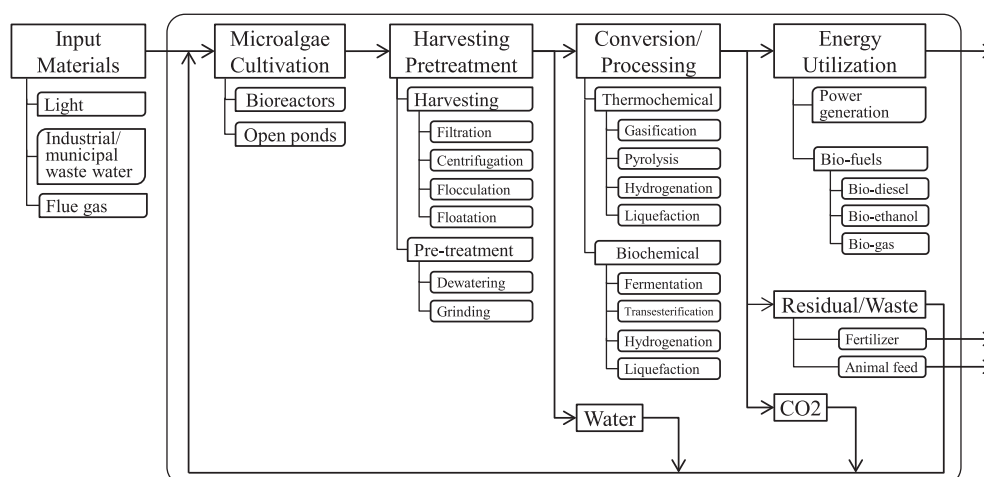 Input
Materials
Light
Industrial/
municipal
waste water
Flue gas
Microalgae
Cultivation
Bioreactors
Open ponds
Harvesting
Pretreatment
Harvesting
Filtration
Centrifugation
Flocculation
Floatation
Pre-treatment
Dewatering
Grinding
Water
Conversion/
Processing
Thermochemical
Gasification
Pyrolysis
Hydrogenation
Liquefaction
Biochemical
Fermentation
Transesterification
Hydrogenation
Liquefaction
Energy
Utilization
Power
generation
Bio-fuels
Bio-diesel
Bio-ethanol
Bio-gas
Residual/Waste
Fertilizer
Animal feed
CO2